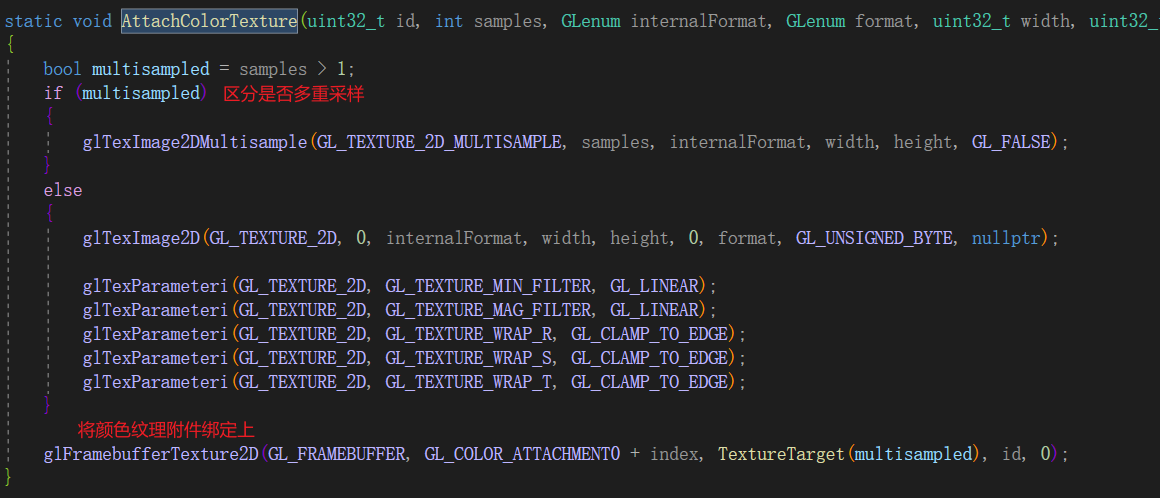 static void AttachColorTexture(uint32_t id, int samples, GLenum internalFormat, GLenum format, uint32_t width, uint32_
{
bool multisampled = samples > 1;
if (multisampled) 区分是否多重采样
{
glTexImage2DMultisample(GL_TEXTURE_2D_MULTISAMPLE, samples, internalFormat, width, height, GL_FALSE);
}
else
{
glTexImage2D(GL_TEXTURE_2D, 0, internalFormat, width, height, 0, format, GL_UNSIGNED_BYTE, nullptr);
glTexParameteri(GL_TEXTURE_2D, GL_TEXTURE_MIN_FILTER, GL_LINEAR);
glTexParameteri(GL_TEXTURE_2D, GL_TEXTURE_MAG_FILTER, GL_LINEAR);
glTexParameteri(GL_TEXTURE_2D, GL_TEXTURE_WRAP_R, GL_CLAMP_TO_EDGE);
glTexParameteri(GL_TEXTURE_2D, GL_TEXTURE_WRAP_S, GL_CLAMP_TO_EDGE);
glTexParameteri(GL_TEXTURE_2D, GL_TEXTURE_WRAP_T, GL_CLAMP_TO_EDGE);
}
将颜色纹理附件绑定上
glFramebufferTexture2D(GL_FRAMEBUFFER, GL_COLOR_ATTACHMENT0 + index, TextureTarget(multisampled), id, 0);
}